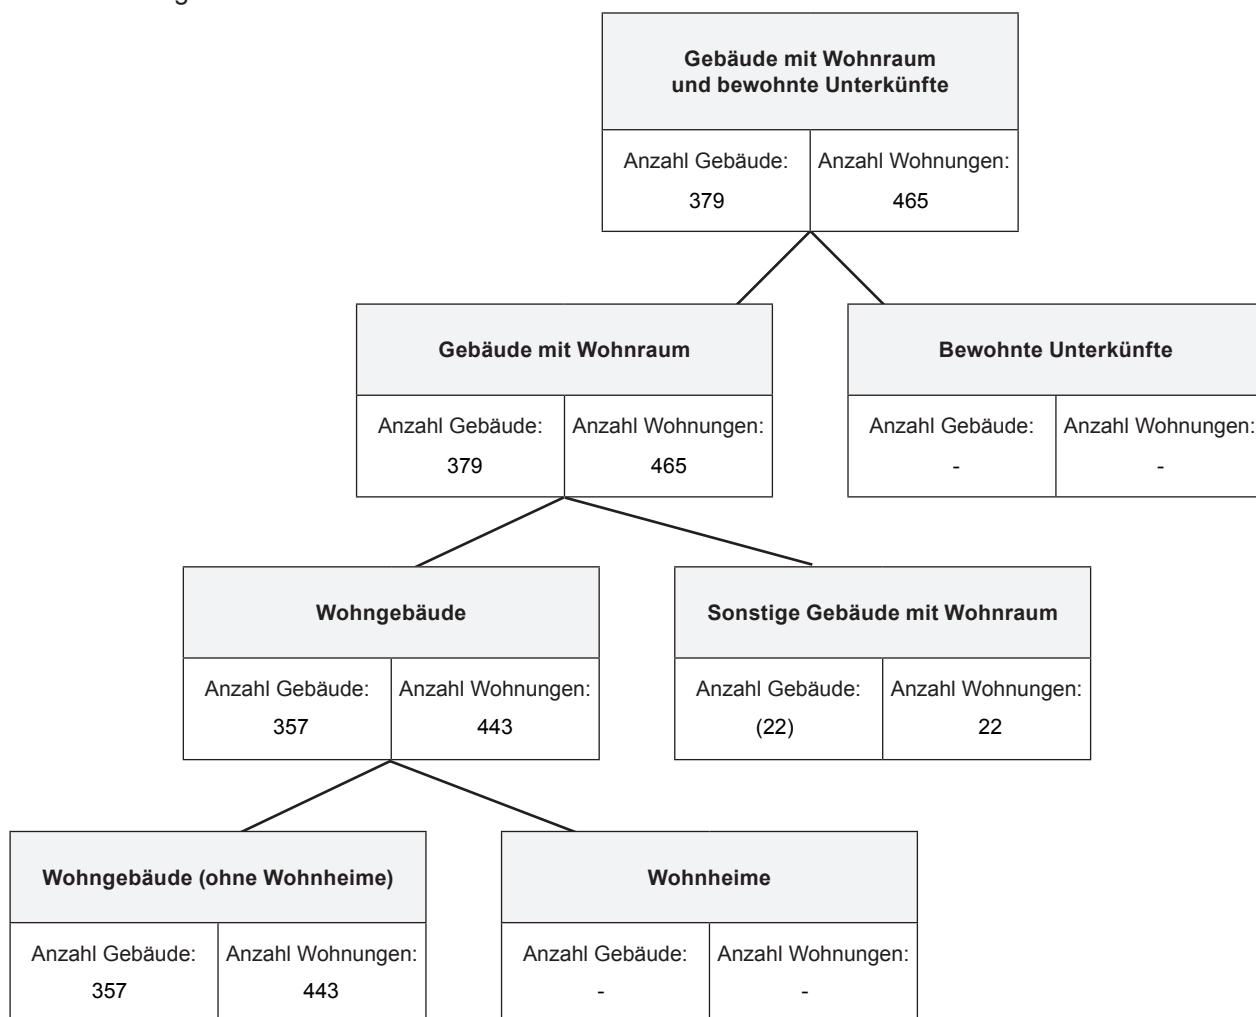 Gebäude mit Wohnraum
und bewohnte Unterkünfte
Anzahl Gebäude: Anzahl Wohnungen:
379 465
Gebäude mit Wohnraum
Bewohnte Unterkünfte
Anzahl Gebäude: Anzahl Wohnungen:
379 465
Anzahl Gebäude: Anzahl Wohnungen:
- -
Wohngebäude
Sonstige Gebäude mit Wohnraum
Anzahl Gebäude: Anzahl Wohnungen:
357 443
Anzahl Gebäude: Anzahl Wohnungen:
(22) 22
Wohngebäude (ohne Wohnheime)
Wohnheime
Anzahl Gebäude: Anzahl Wohnungen:
357 443
Anzahl Gebäude: Anzahl Wohnungen:
- -